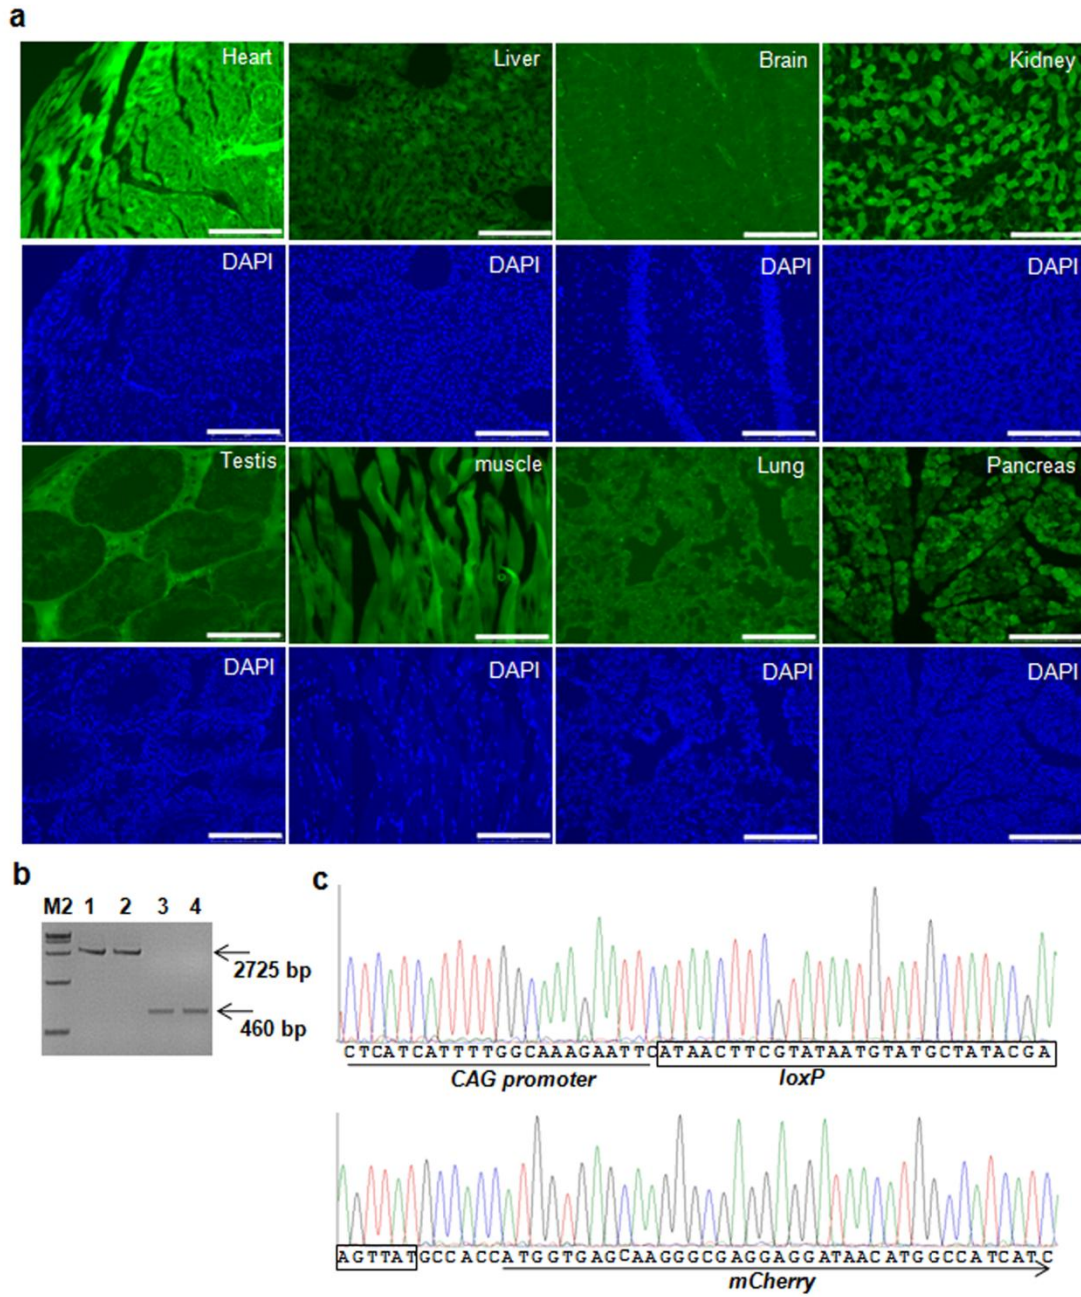 a
Heart Liver Brain Kidney
DAPI DAPI DAPI DAPI
Testis muscle Lung Pancreas
DAPI DAPI DAPI DAPI
b
M2 1 2 3 4
2725 bp
460 bp
c
CTCATCATTTTGGCAAAGAATTCATAACTTCGTATAATGTATGCTATACGA
CAG promoter loxP
AGTTATGCCACCATGGTGAGCAAGGGCGAGGAGGATAACATGGCCATCATC
mCherry